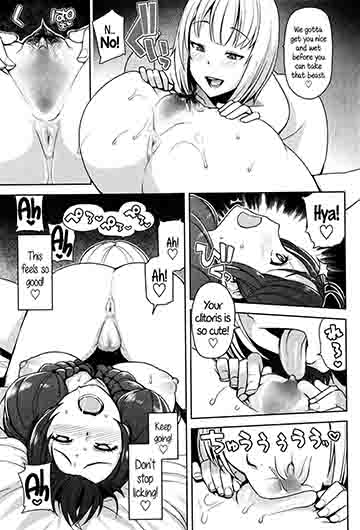 We gotta
get you nice
and wet
before you
can take
that beast.
♡
N..
No!
Hya!
♡
Your
clitoris is
so cute!
♡
Ah
♡
Ah
♡
This
feels so
good!
♡
Ah!
♡
Ah!
♡
Keep
going!
♡
Don't
stop
licking!
♡
Ah
♡